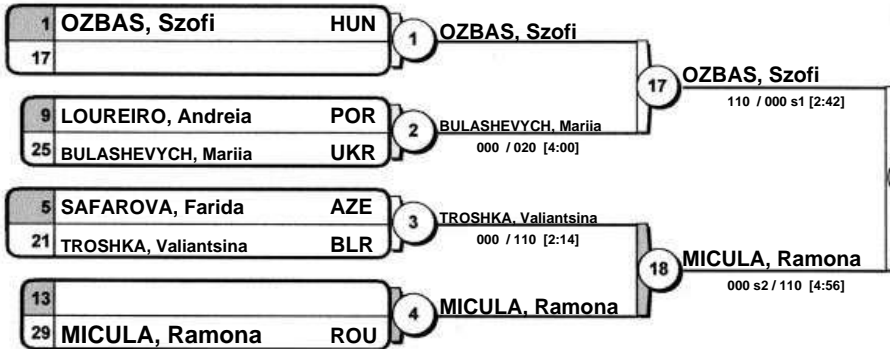 1 OZBAS, Szofi HUN
17
1
OZBAS, Szofi
9 LOUREIRO, Andreia POR
25 BULASHEVYCH, Mariia UKR
2
BULASHEVYCH, Mariia
000 / 020 [4:00]
17
OZBAS, Szofi
110 / 000 s1 [2:42]
5 SAFAROVA, Farida AZE
21 TROSHKA, Valiantsina BLR
3
TROSHKA, Valiantsina
000 / 110 [2:14]
13
29 MICULA, Ramona ROU
4
MICULA, Ramona
18
MICULA, Ramona
000 s2 / 110 [4:56]